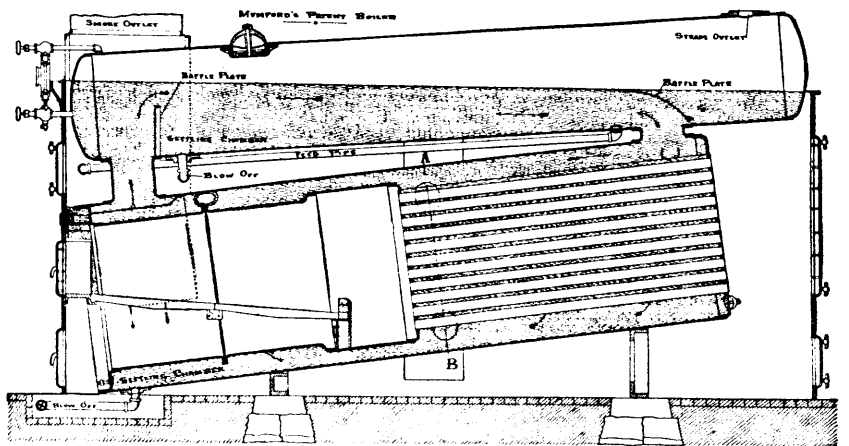 Mumford's Patent Boiler
Smoke Outlet
Steam Outlet
Baffle Plate
Baffle Plate
Settling Chamber
Feed Pipe
A
Blow Off
B
Settling Chamber
Blow Off